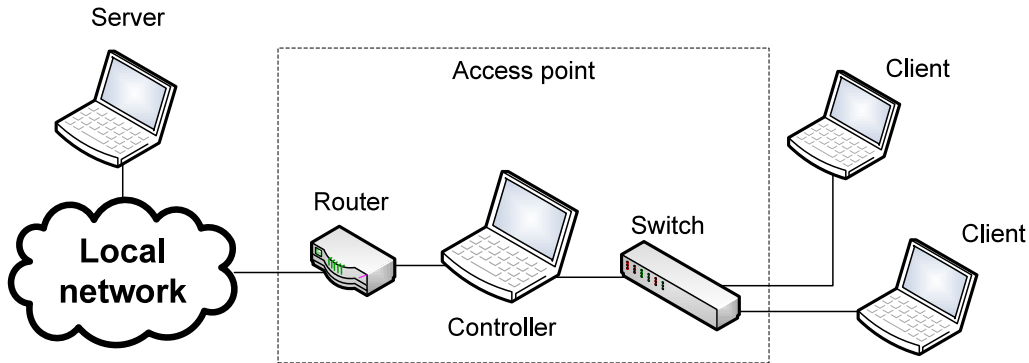 Server
Access point
Client
Router
Switch
Client
Local
network
Controller